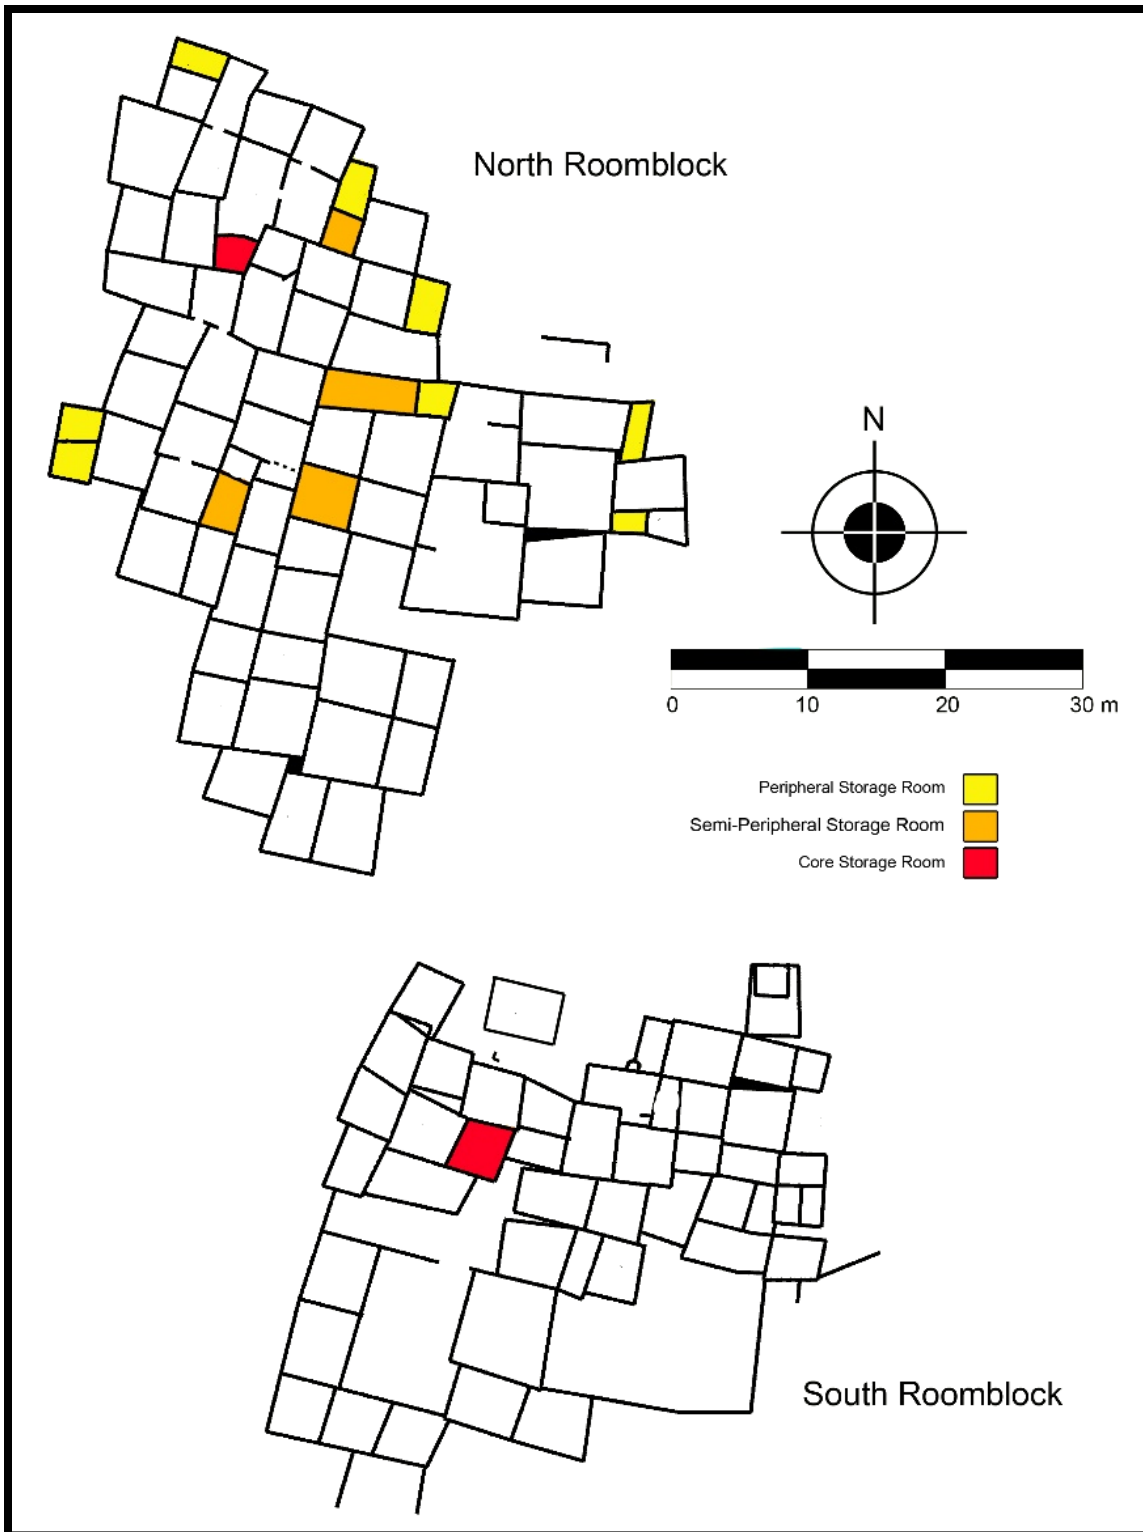 North Roomblock
N
0 10 20 30 m
Peripheral Storage Room
Semi-Peripheral Storage Room
Core Storage Room
South Roomblock